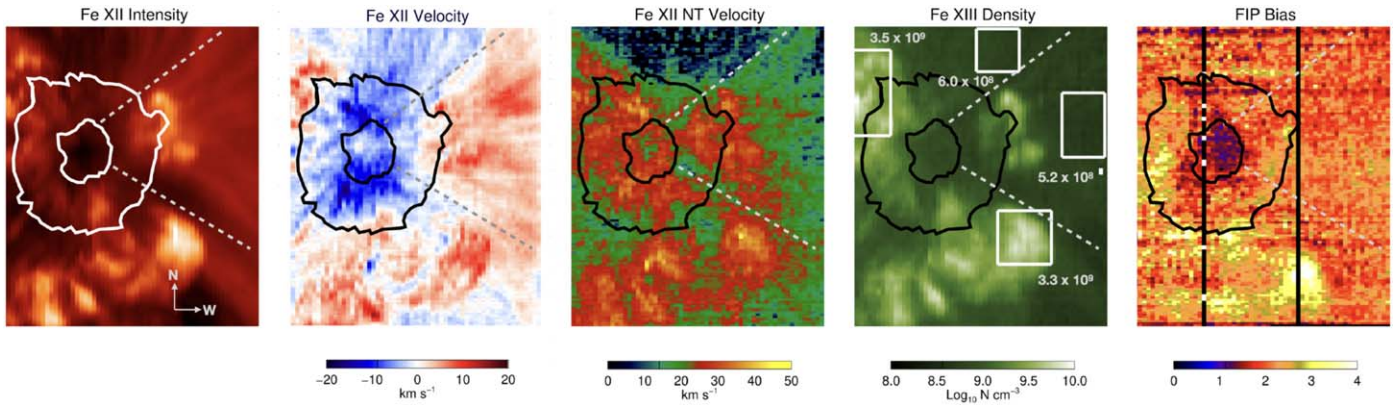 Fe XII Intensity
Fe XII Velocity
Fe XII NT Velocity
Fe XIII Density
FIP Bias
3.5 x 10⁹
6.0 x 10⁸
5.2 x 10⁸
3.3 x 10⁹
N
W
−20 −10 0 10 20
km s⁻¹
0 10 20 30 40 50
km s⁻¹
8.0 8.5 9.0 9.5 10.0
Log₁₀ N cm⁻³
0 1 2 3 4